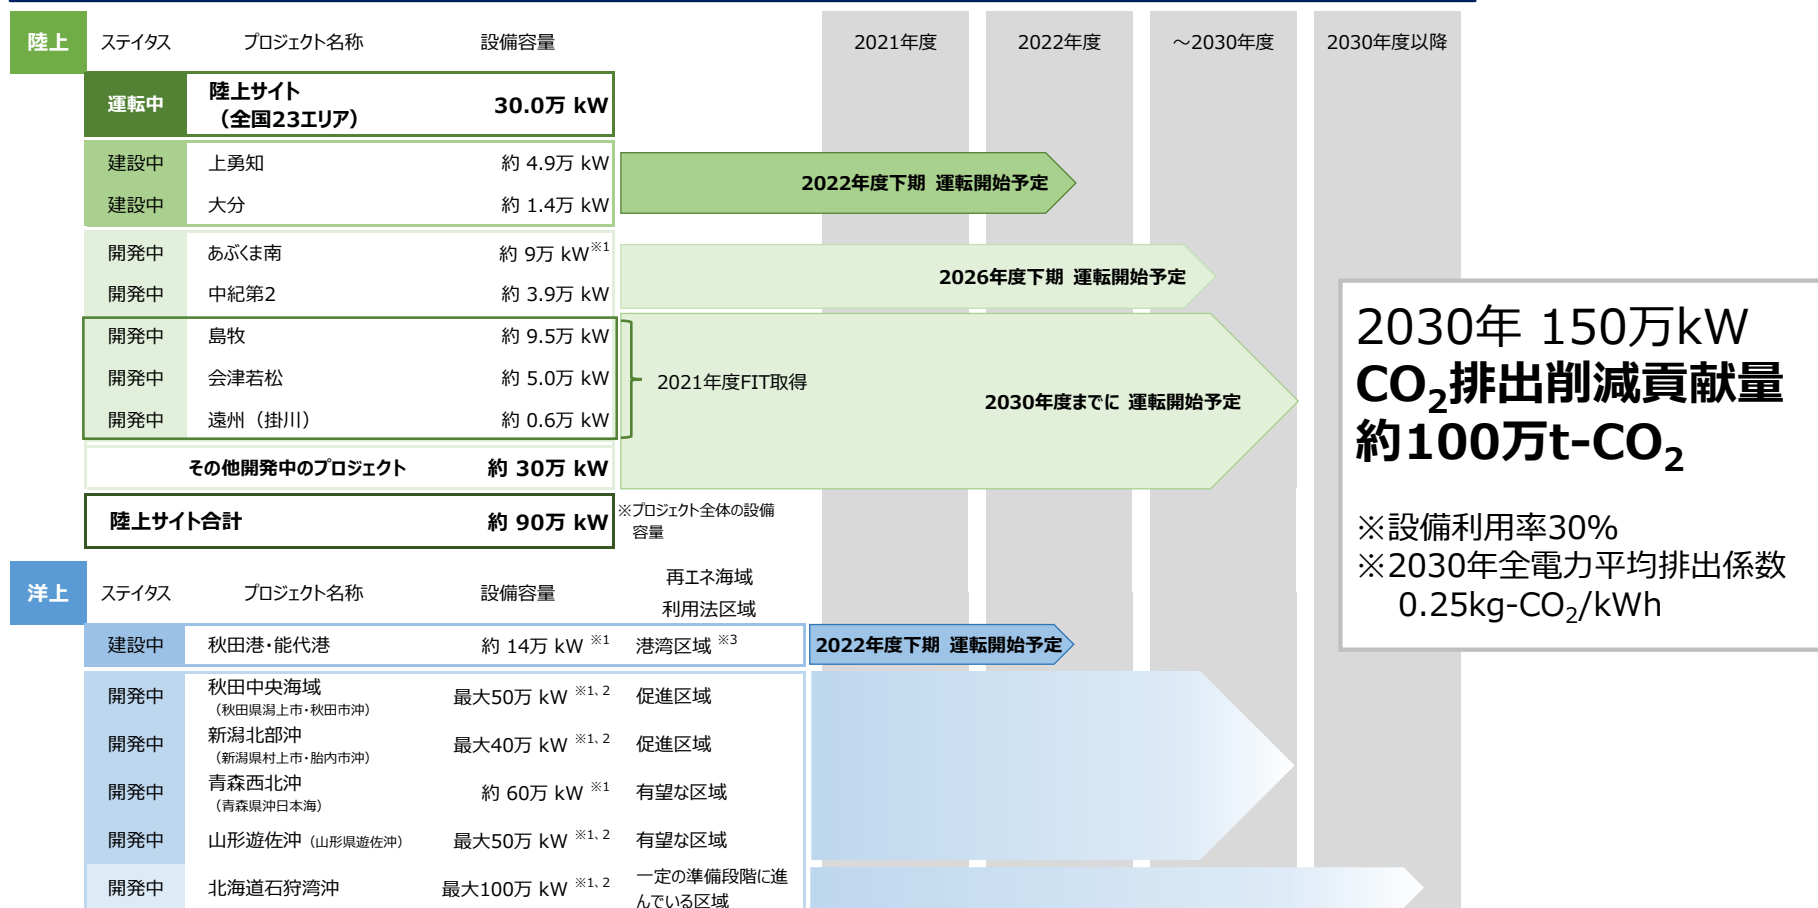 陸上 ステイタス プロジェクト名称 設備容量 2021年度 2022年度 ～2030年度 2030年度以降
運転中 陸上サイト
（全国23エリア） 30.0万 kW
建設中 上勇知 約 4.9万 kW
建設中 大分 約 1.4万 kW
2022年度下期 運転開始予定
開発中 あぶくま南 約 9万 kW※1
開発中 中紀第2 約 3.9万 kW
2026年度下期 運転開始予定
開発中 島牧 約 9.5万 kW
開発中 会津若松 約 5.0万 kW
開発中 遠州（掛川） 約 0.6万 kW
2021年度FIT取得
2030年度までに 運転開始予定
その他開発中のプロジェクト 約 30万 kW
陸上サイト合計 約 90万 kW
※プロジェクト全体の設備
容量
2030年 150万kW
CO2排出削減貢献量
約100万t-CO2
※設備利用率30%
※2030年全電力平均排出係数
0.25kg-CO2/kWh
洋上 ステイタス プロジェクト名称 設備容量 再エネ海域
利用法区域
建設中 秋田港・能代港 約 14万 kW ※1 港湾区域 ※3 2022年度下期 運転開始予定
開発中 秋田中央海域 最大50万 kW ※1、2 促進区域
（秋田県潟上市・秋田市沖）
開発中 新潟北部沖 最大40万 kW ※1、2 促進区域
（新潟県村上市・胎内市沖）
開発中 青森西北沖 約 60万 kW ※1 有望な区域
（青森県沖日本海）
開発中 山形遊佐沖（山形県遊佐沖） 最大50万 kW ※1、2 有望な区域
開発中 北海道石狩湾沖 最大100万 kW ※1、2 一定の準備段階に進
んでいる区域